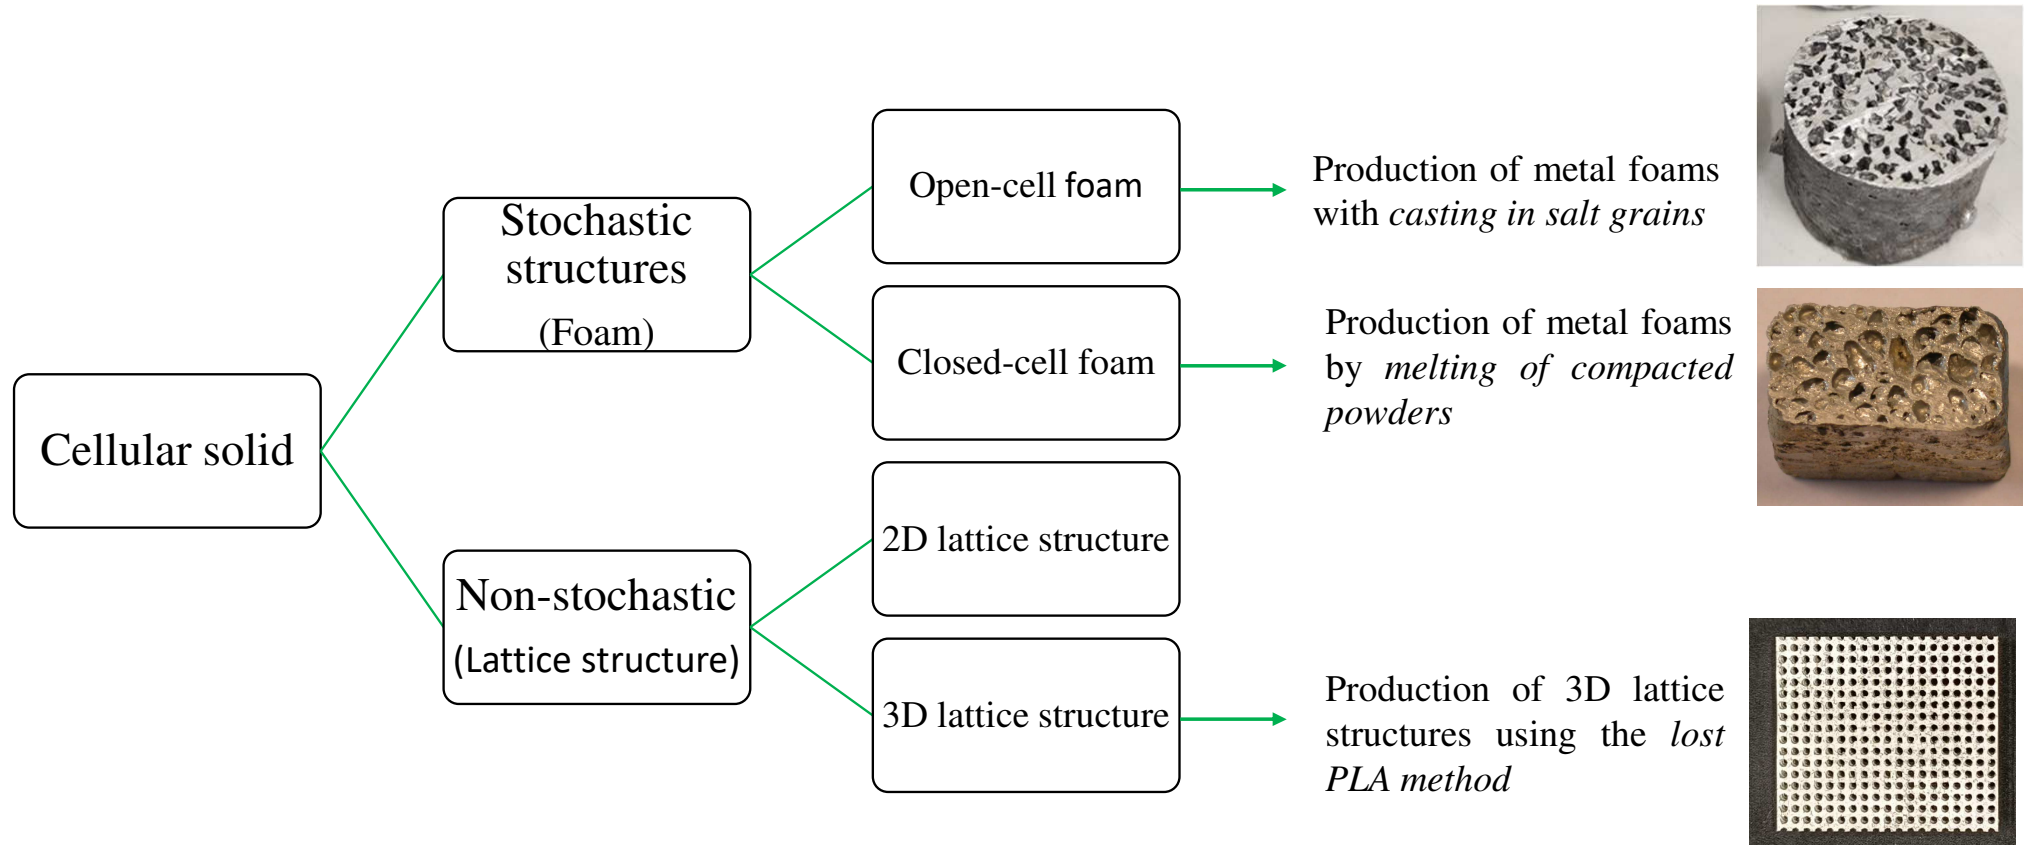 Cellular solid
Stochastic
structures
(Foam)
Non-stochastic
(Lattice structure)
Open-cell foam
Closed-cell foam
2D lattice structure
3D lattice structure
Production of metal foams
with casting in salt grains
Production of metal foams
by melting of compacted
powders
Production of 3D lattice
structures using the lost
PLA method